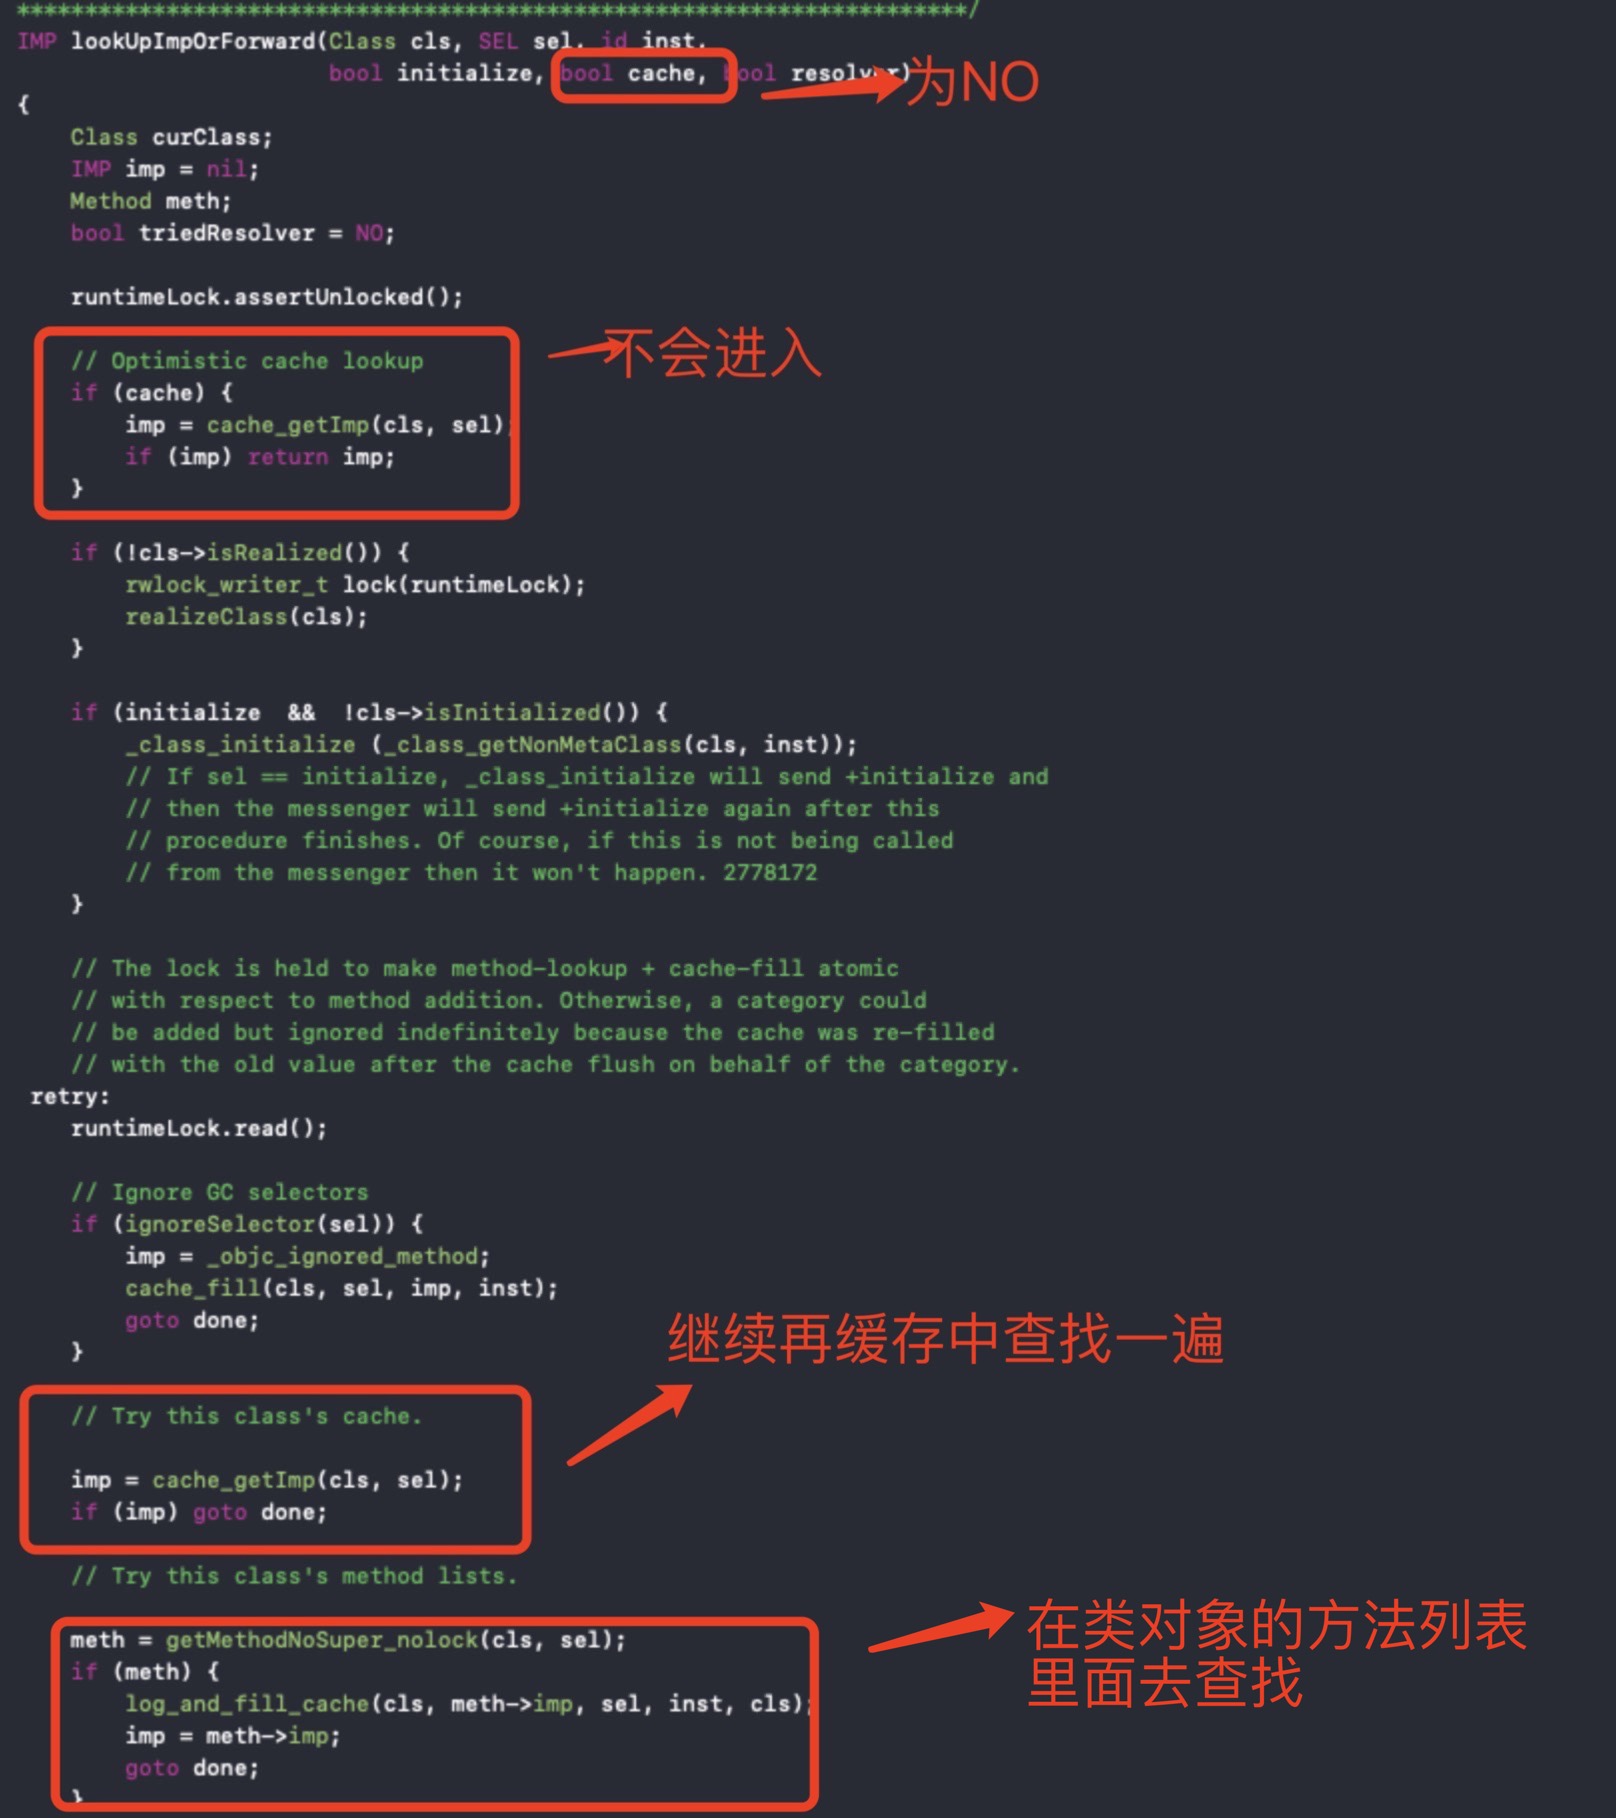 ***********************************************************************/
IMP lookUpImpOrForward(Class cls, SEL sel, id inst,
bool initialize, bool cache, bool resolver)
为NO
{
Class curClass;
IMP imp = nil;
Method meth;
bool triedResolver = NO;
runtimeLock.assertUnlocked();
不会进入
// Optimistic cache lookup
if (cache) {
imp = cache_getImp(cls, sel);
if (imp) return imp;
}
if (!cls->isRealized()) {
rwlock_writer_t lock(runtimeLock);
realizeClass(cls);
}
if (initialize  &&  !cls->isInitialized()) {
_class_initialize (_class_getNonMetaClass(cls, inst));
// If sel == initialize, _class_initialize will send +initialize and
// then the messenger will send +initialize again after this
// procedure finishes. Of course, if this is not being called
// from the messenger then it won't happen. 2778172
}
// The lock is held to make method-lookup + cache-fill atomic
// with respect to method addition. Otherwise, a category could
// be added but ignored indefinitely because the cache was re-filled
// with the old value after the cache flush on behalf of the category.
retry:
runtimeLock.read();
// Ignore GC selectors
if (ignoreSelector(sel)) {
imp = _objc_ignored_method;
cache_fill(cls, sel, imp, inst);
goto done;
}
继续再缓存中查找一遍
// Try this class's cache.
imp = cache_getImp(cls, sel);
if (imp) goto done;
// Try this class's method lists.
在类对象的方法列表
里面去查找
meth = getMethodNoSuper_nolock(cls, sel);
if (meth) {
log_and_fill_cache(cls, meth->imp, sel, inst, cls);
imp = meth->imp;
goto done;
}